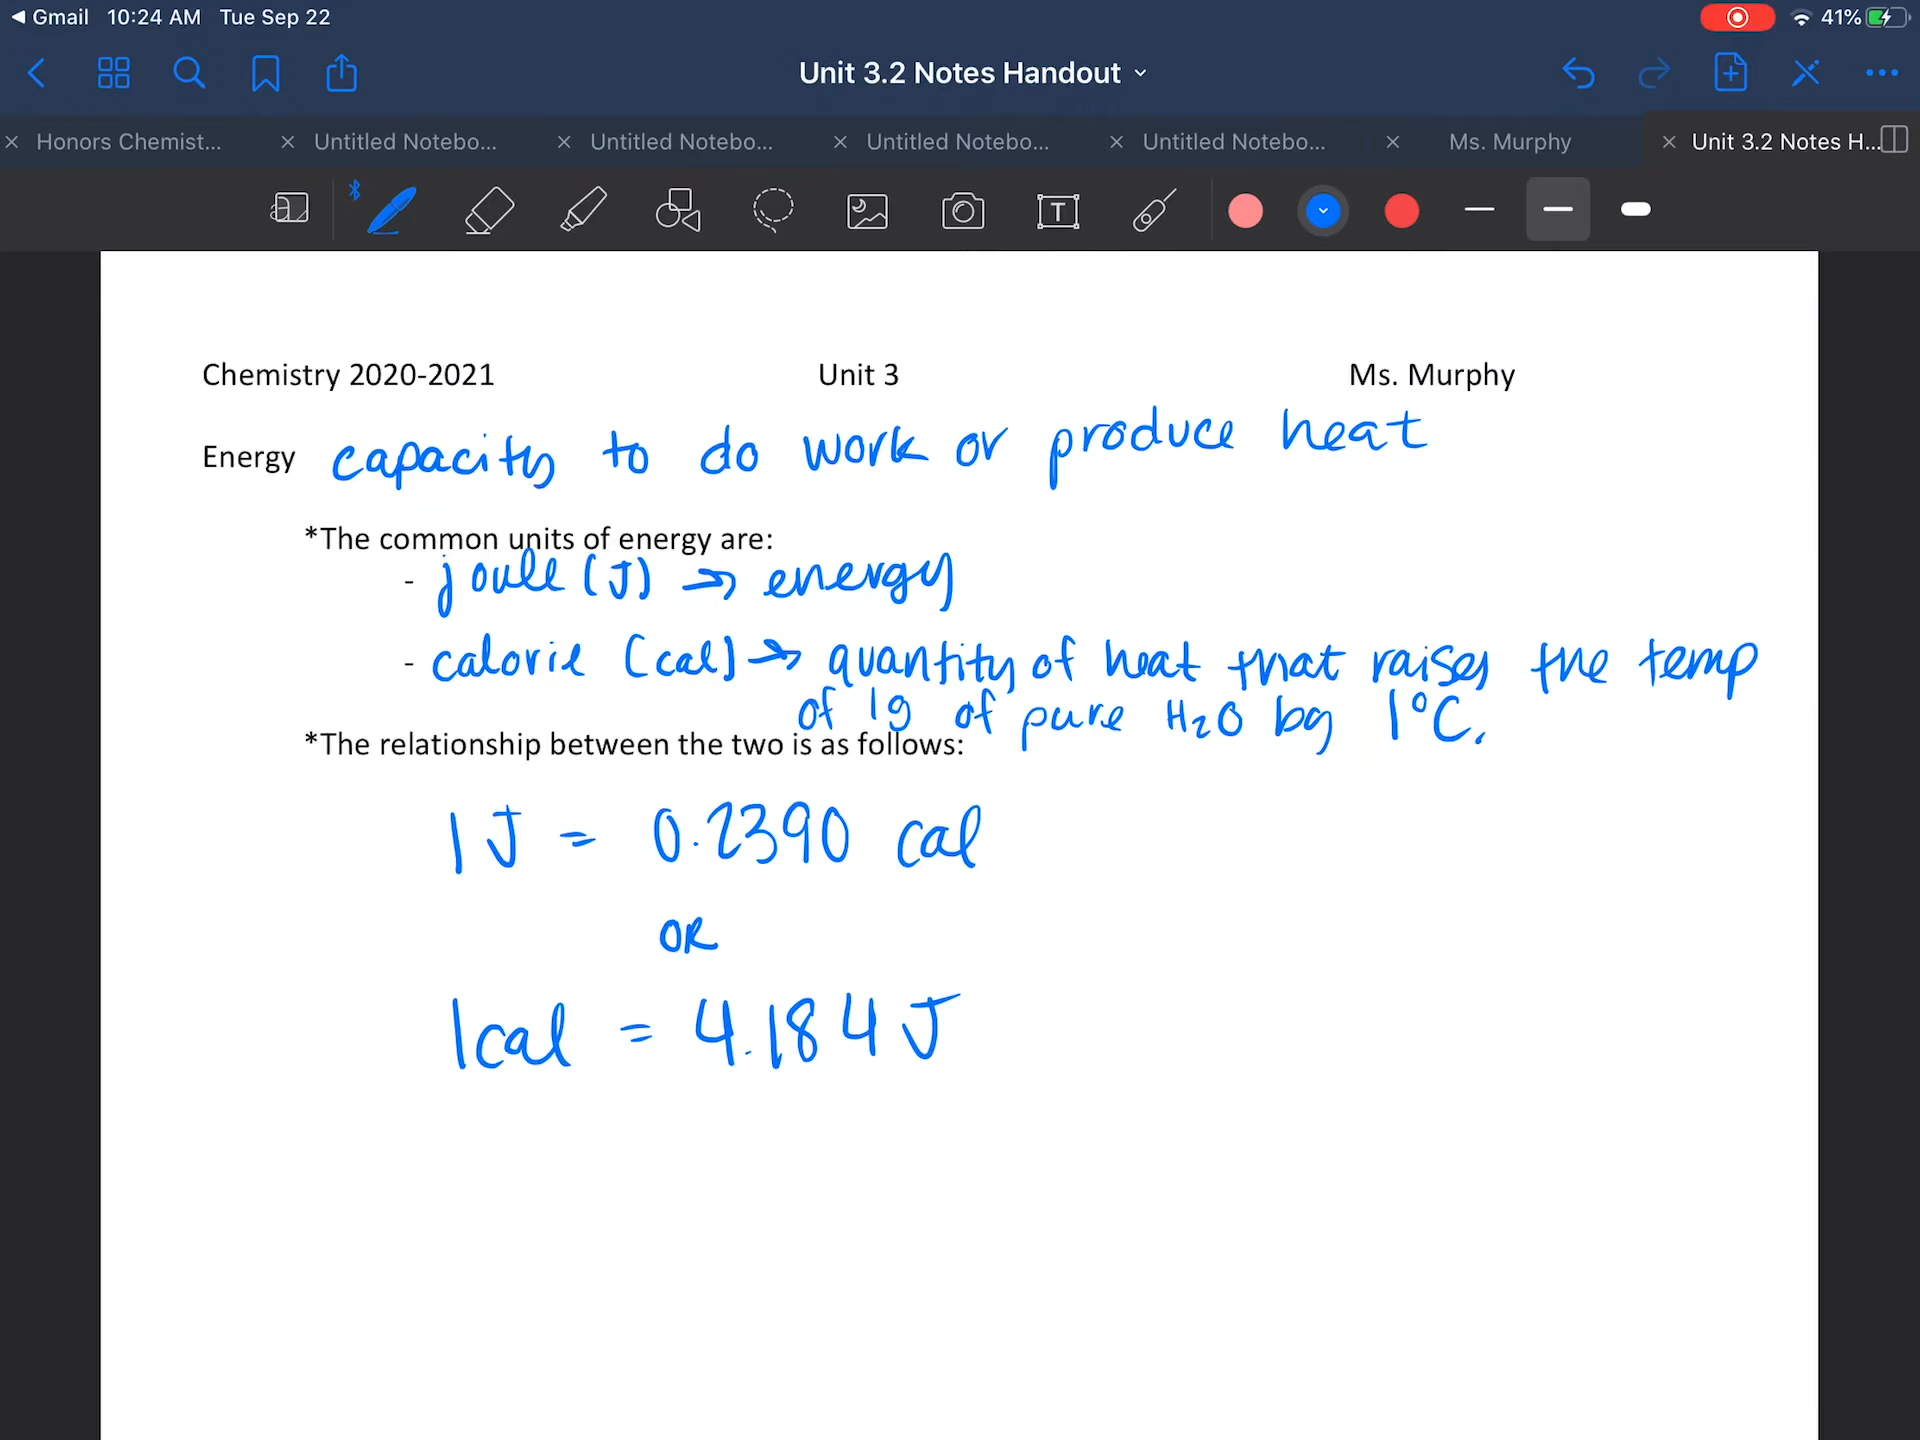 ◀ Gmail 10:24 AM Tue Sep 22 41%
Unit 3.2 Notes Handout
Honors Chemist... Untitled Notebo... Untitled Notebo... Untitled Notebo... Untitled Notebo... Ms. Murphy Unit 3.2 Notes H...
T
Chemistry 2020-2021 Unit 3 Ms. Murphy
Energy capacity to do work or produce heat
*The common units of energy are:
- joule (J) → energy
- calorie (cal) → quantity of heat that raises the temp
of 1g of pure H₂O by 1°C.
*The relationship between the two is as follows:
1 J = 0.2390 cal
OR
1cal = 4.184 J